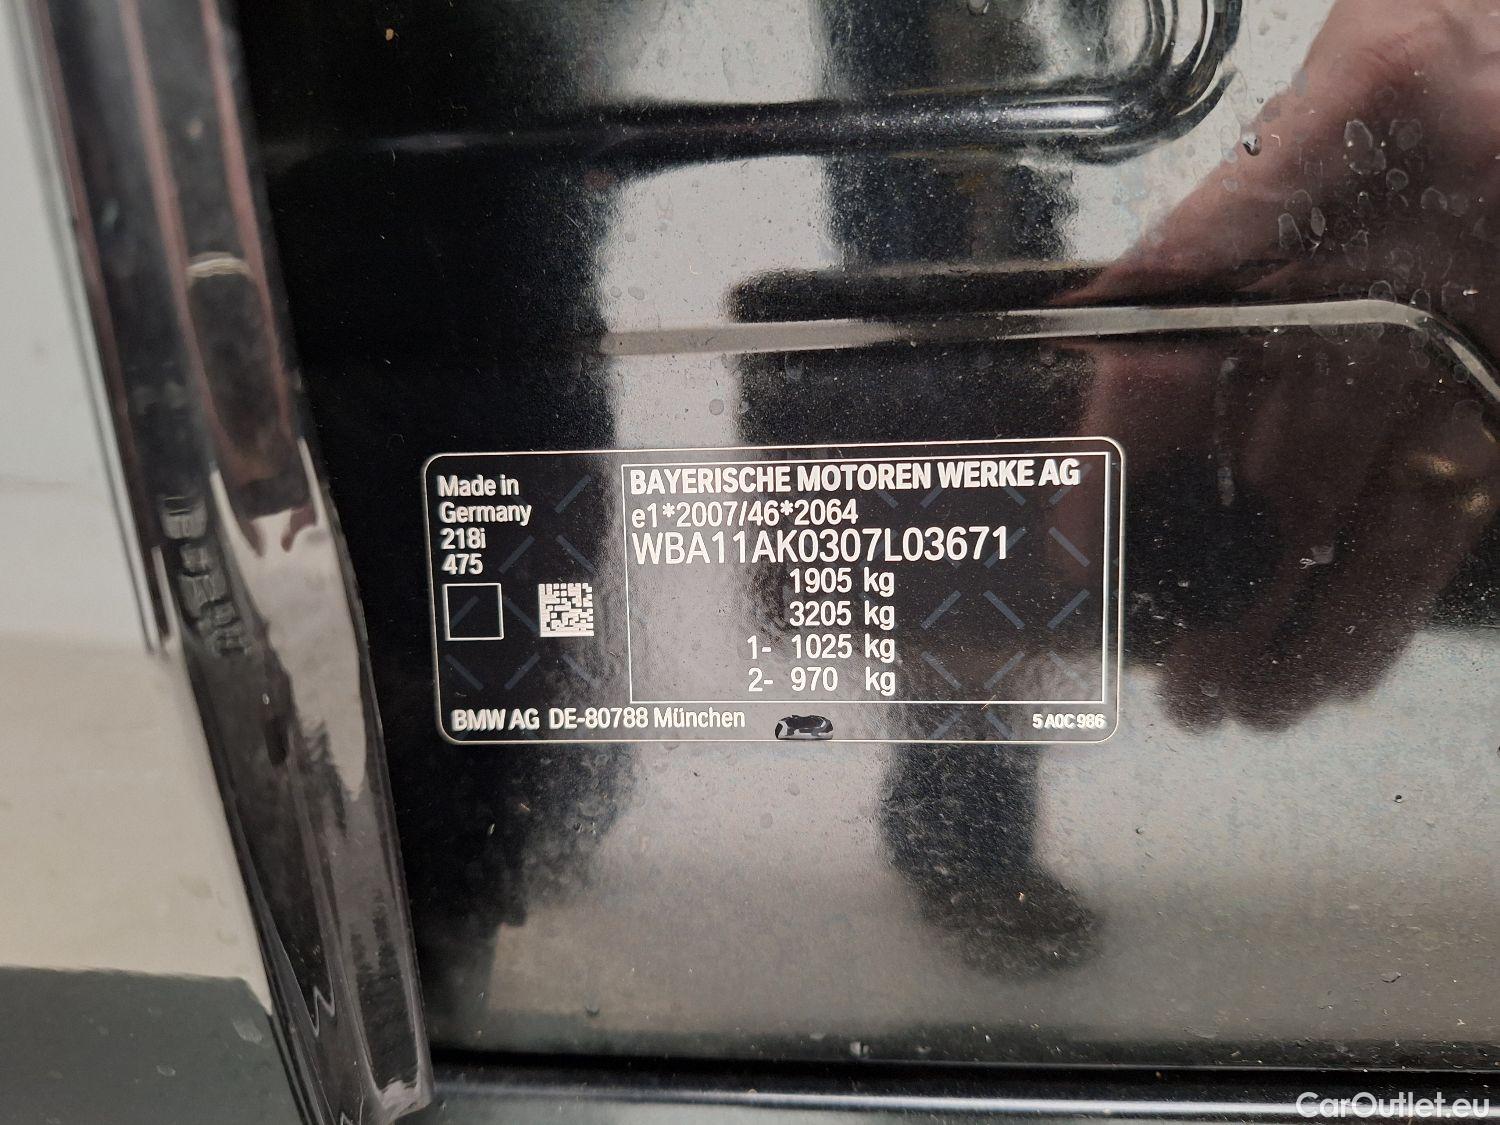 Made in
Germany
218i
475
BAYERISCHE MOTOREN WERKE AG
e1*2007/46*2064
WBA11AK0307L03671
1905 kg
3205 kg
1- 1025 kg
2- 970 kg
BMW AG DE-80788 München
5 A0C 986
CarOutlet.eu